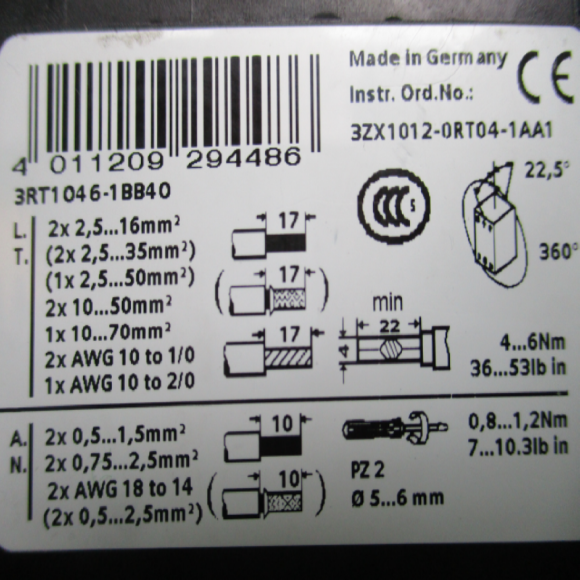 Made in Germany
CE
Instr. Ord.No.:
3ZX1012-0RT04-1AA1
4 011209 294486
3RT1046-1BB40
CCC S
22,5°
360°
L. 2x 2,5...16mm²
T. (2x 2,5...35mm²)
(1x 2,5...50mm²)
2x 10...50mm²
1x 10...70mm²
2x AWG 10 to 1/0
1x AWG 10 to 2/0
17
17
17
min
22
4
4...6Nm
36...53lb in
A. 2x 0,5...1,5mm²
N. 2x 0,75...2,5mm²
2x AWG 18 to 14
(2x 0,5...2,5mm²)
10
10
PZ 2
Ø 5...6 mm
0,8...1,2Nm
7...10.3lb in